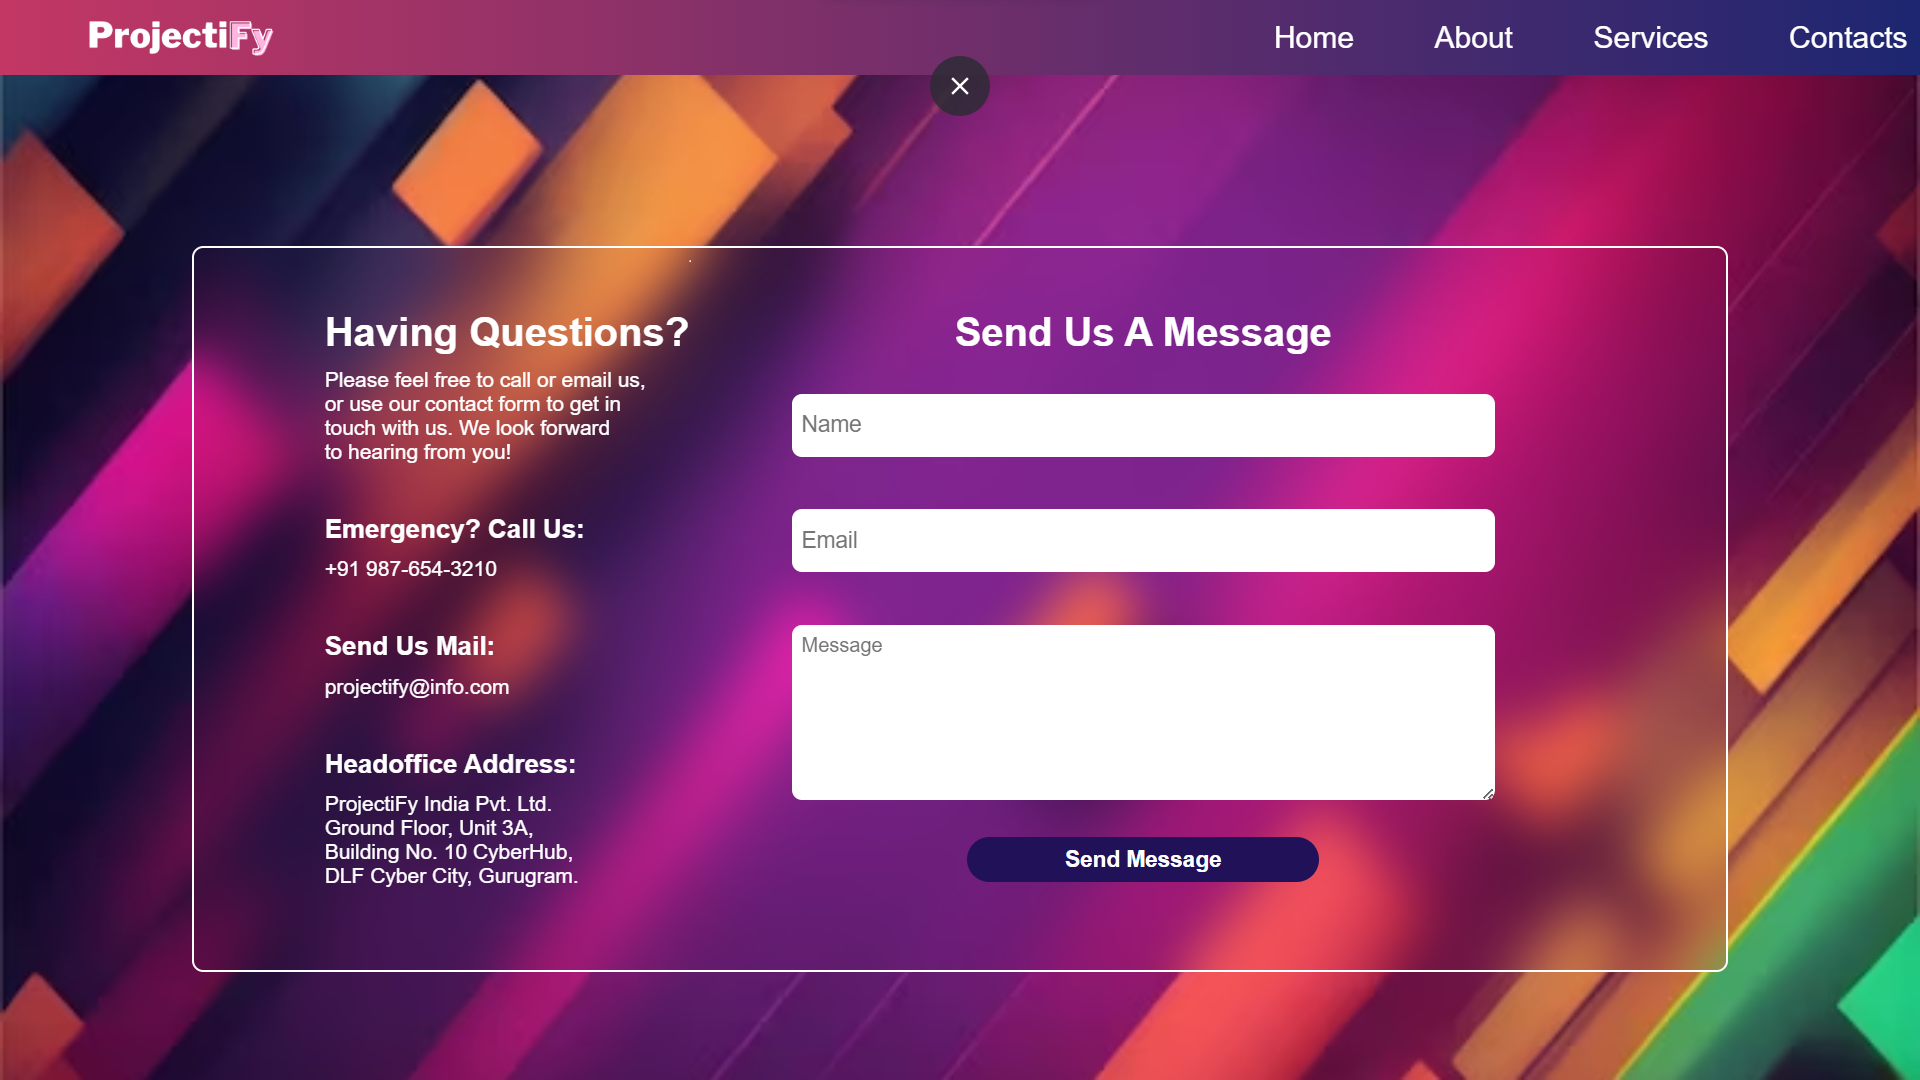 ProjectiFy
Home About Services Contacts
Having Questions?
Please feel free to call or email us,
or use our contact form to get in
touch with us. We look forward
to hearing from you!
Emergency? Call Us:
+91 987-654-3210
Send Us Mail:
projectify@info.com
Headoffice Address:
ProjectiFy India Pvt. Ltd.
Ground Floor, Unit 3A,
Building No. 10 CyberHub,
DLF Cyber City, Gurugram.
Send Us A Message
Name
Email
Message
Send Message